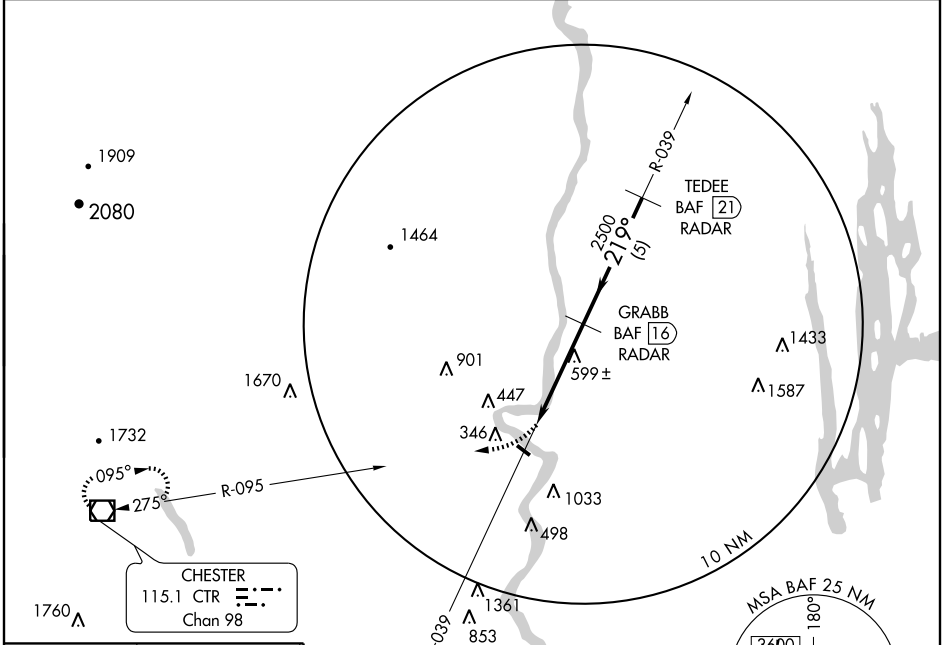 1909
2080
1464
R-039
TEDEE
BAF 21
RADAR
2500
219°
(5)
GRABB
BAF 16
RADAR
599±
1433
1587
901
447
346
1670
1732
095°
275°
R-095
1033
498
10 NM
CHESTER
115.1 CTR
Chan 98
1760
1361
853
039
MSA BAF 25 NM
180°